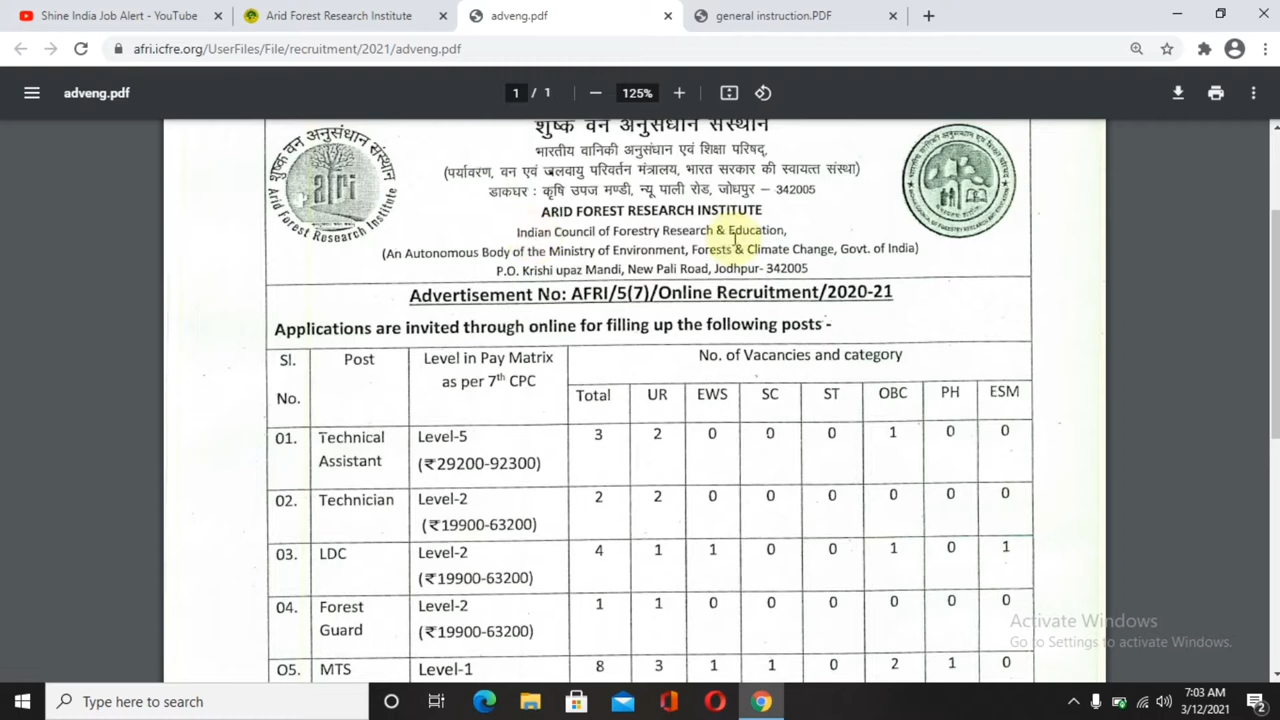 Shine India Job Alert - YouTube
Arid Forest Research Institute
adveng.pdf
general instruction.PDF
afri.icfre.org/UserFiles/File/recruitment/2021/adveng.pdf
adveng.pdf
1 / 1
125%
शुष्क वन अनुसंधान संस्थान
भारतीय वानिकी अनुसंधान एवं शिक्षा परिषद्,
(पर्यावरण, वन एवं जलवायु परिवर्तन मंत्रालय, भारत सरकार की स्वायत्त संस्था)
डाकघर : कृषि उपज मण्डी, न्यू पाली रोड, जोधपुर – 342005
शुष्क वन अनुसंधान संस्थान
afri
Arid Forest Research Institute
ARID FOREST RESEARCH INSTITUTE
Indian Council of Forestry Research & Education,
(An Autonomous Body of the Ministry of Environment, Forests & Climate Change, Govt. of India)
P.O. Krishi upaz Mandi, New Pali Road, Jodhpur- 342005
Advertisement No: AFRI/5(7)/Online Recruitment/2020-21
Applications are invited through online for filling up the following posts -
Sl. No. Post Level in Pay Matrix as per 7th CPC No. of Vacancies and category
Total UR EWS SC ST OBC PH ESM
01. Technical Assistant Level-5 (₹29200-92300) 3 2 0 0 0 1 0 0
02. Technician Level-2 (₹19900-63200) 2 2 0 0 0 0 0 0
03. LDC Level-2 (₹19900-63200) 4 1 1 0 0 1 0 1
04. Forest Guard Level-2 (₹19900-63200) 1 1 0 0 0 0 0 0
05. MTS Level-1 8 3 1 1 0 2 1 0
Activate Windows
Go to Settings to activate Windows.
Type here to search
7:03 AM
3/12/2021
2